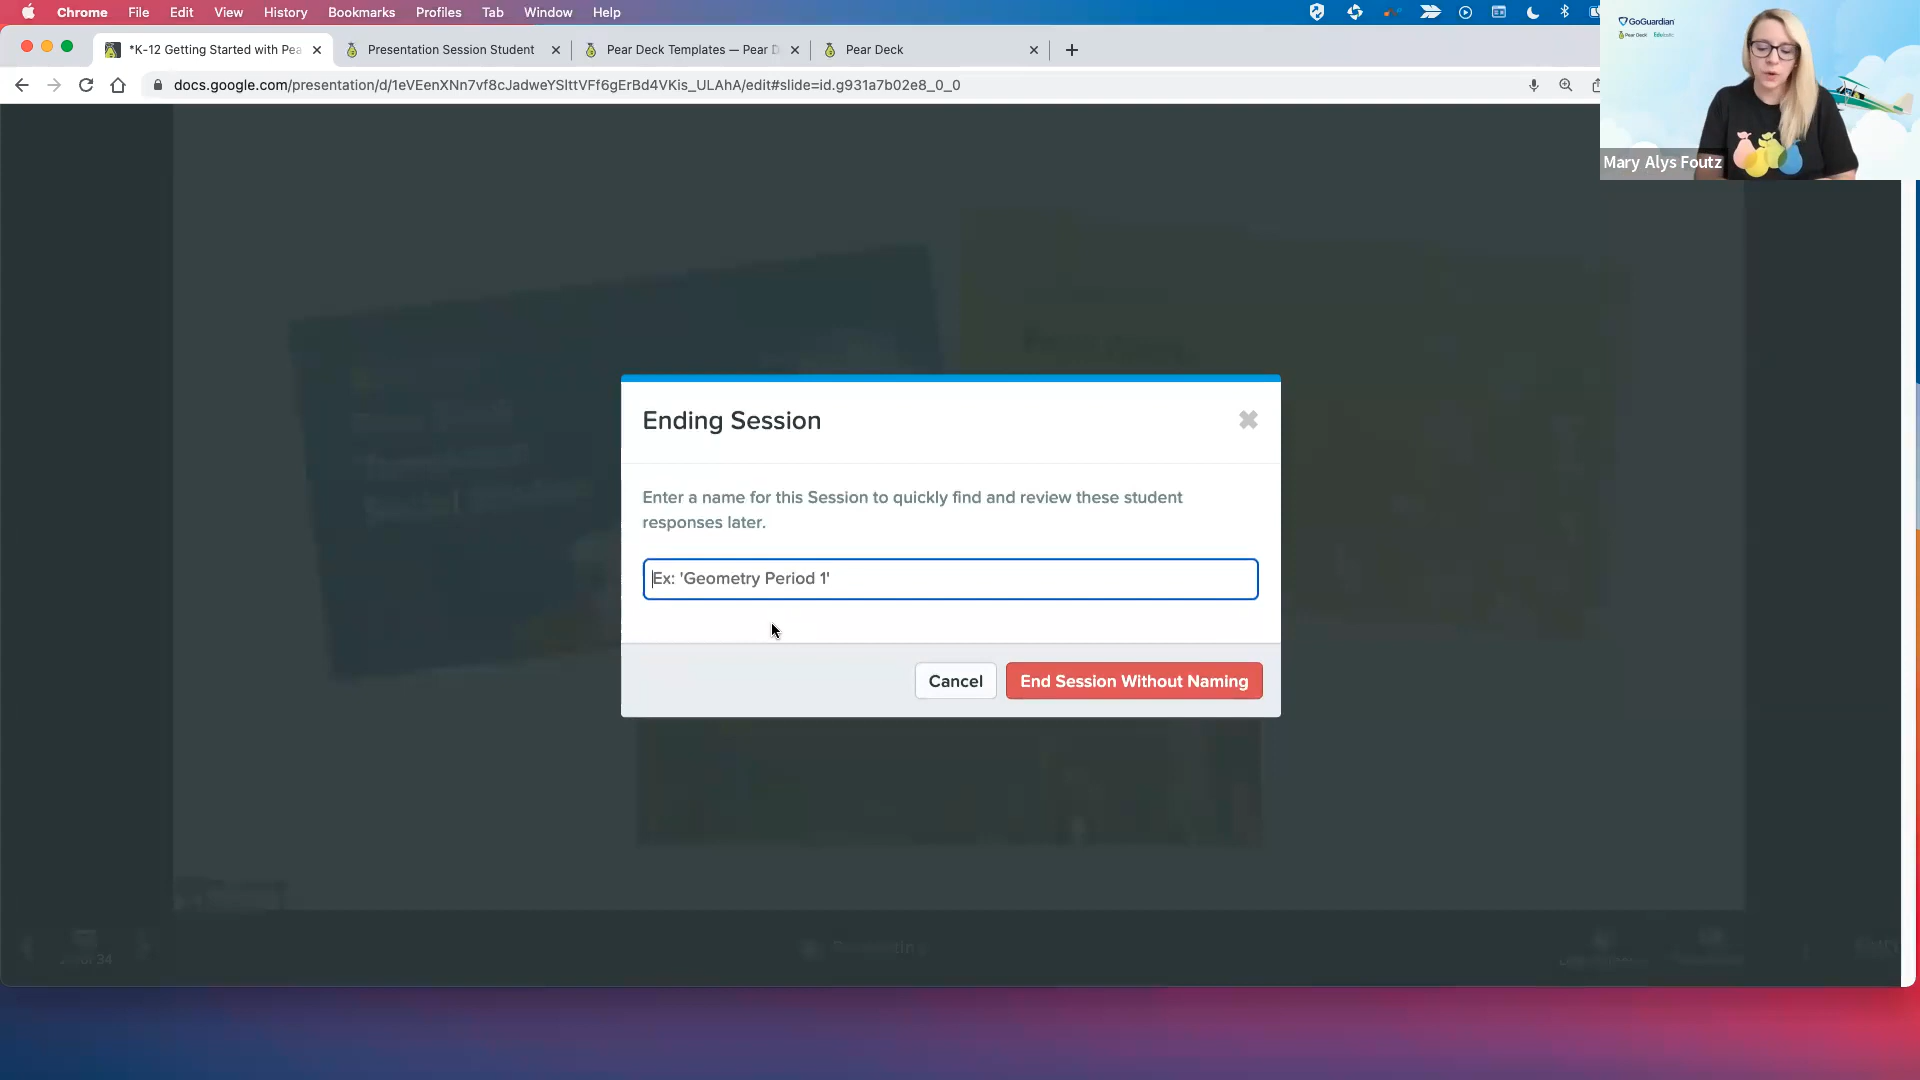 Chrome File Edit View History Bookmarks Profiles Tab Window Help
*K-12 Getting Started with Pea
Presentation Session Student
Pear Deck Templates — Pear D
Pear Deck
docs.google.com/presentation/d/1eVEenXNn7vf8cJadweYSlttVFf6gErBd4VKis_ULAhA/edit#slide=id.g931a7b02e8_0_0
GoGuardian
Pear Deck Edulastic
Mary Alys Foutz
Ending Session
Enter a name for this Session to quickly find and review these student
responses later.
Ex: 'Geometry Period 1'
Cancel
End Session Without Naming